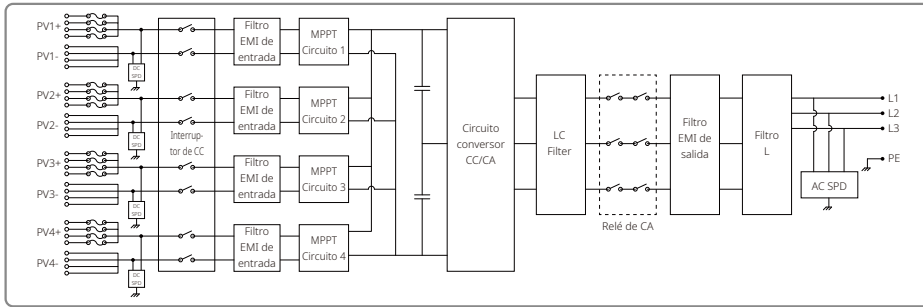 PV1+
PV1-
DC
SPD
Filtro
EMI de
entrada
MPPT
Circuito 1
PV2+
PV2-
DC
SPD
Filtro
EMI de
entrada
MPPT
Circuito 2
Interrup-
tor de CC
PV3+
PV3-
DC
SPD
Filtro
EMI de
entrada
MPPT
Circuito 3
PV4+
PV4-
DC
SPD
Filtro
EMI de
entrada
MPPT
Circuito 4
Circuito
conversor
CC/CA
LC
Filter
Relé de CA
Filtro
EMI de
salida
Filtro
L
L1
L2
L3
PE
AC SPD